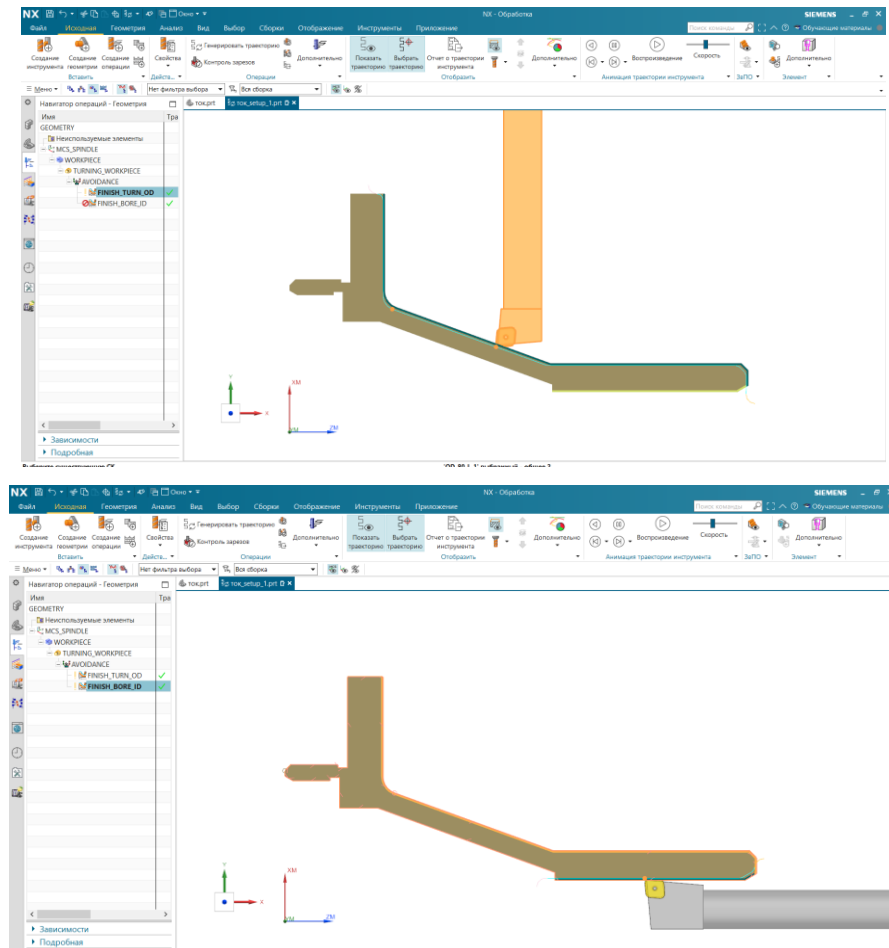 NX Окно NX - Обработка SIEMENS
Файл Исходная Геометрия Анализ Вид Выбор Сборки Отображение Инструменты Приложение Поиск команды Обучающие материалы
Создание инструмента Создание геометрии Создание операции Свойства Генерировать траекторию Контроль зарезов Дополнительно Показать траекторию Выбрать траекторию Отчет о траектории инструмента Дополнительно Воспроизведение Скорость Дополнительно
Вставить Действ... Операции Отобразить Анимация траектории инструмента ЗаПО Элемент
Меню Нет фильтра выбора Вся сборка
Навигатор операций - Геометрия ток.prt ток_setup_1.prt
Имя Тра
GEOMETRY
Неиспользуемые элементы
MCS_SPINDLE
WORKPIECE
TURNING_WORKPIECE
AVOIDANCE
FINISH_TURN_OD
FINISH_BORE_ID
Y X XM YM ZM
Зависимости
Подробная
NX Окно NX - Обработка SIEMENS
Файл Исходная Геометрия Анализ Вид Выбор Сборки Отображение Инструменты Приложение Поиск команды Обучающие материалы
Создание инструмента Создание геометрии Создание операции Свойства Генерировать траекторию Контроль зарезов Дополнительно Показать траекторию Выбрать траекторию Отчет о траектории инструмента Дополнительно Воспроизведение Скорость Дополнительно
Вставить Действ... Операции Отобразить Анимация траектории инструмента ЗаПО Элемент
Меню Нет фильтра выбора Вся сборка
Навигатор операций - Геометрия ток.prt ток_setup_1.prt
Имя Тра
GEOMETRY
Неиспользуемые элементы
MCS_SPINDLE
WORKPIECE
TURNING_WORKPIECE
AVOIDANCE
FINISH_TURN_OD
FINISH_BORE_ID
Y X XM YM ZM
Зависимости
Подробная